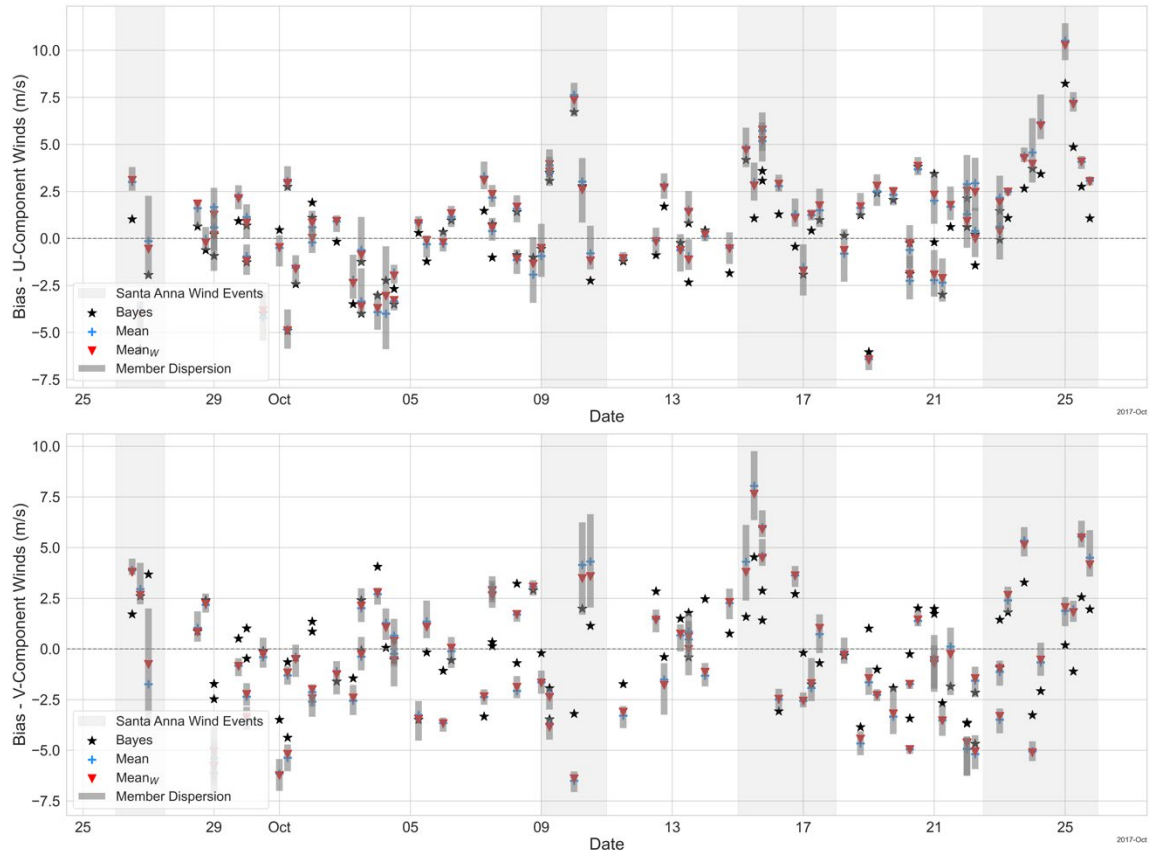 10.0
7.5
5.0
2.5
0.0
−2.5
−5.0
−7.5
Bias - U-Component Winds (m/s)
Santa Anna Wind Events
Bayes
Mean
Mean_W
Member Dispersion
25 29 Oct 05 09 13 17 21 25
Date
2017-Oct
10.0
7.5
5.0
2.5
0.0
−2.5
−5.0
−7.5
Bias - V-Component Winds (m/s)
Santa Anna Wind Events
Bayes
Mean
Mean_W
Member Dispersion
25 29 Oct 05 09 13 17 21 25
Date
2017-Oct